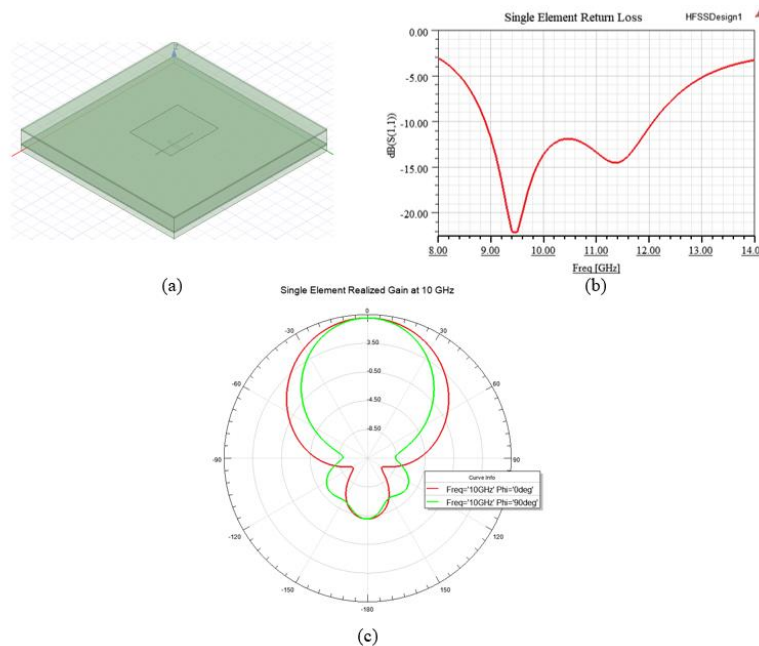 (a)
Single Element Return Loss
HFSSDesign1
0.00
-5.00
-10.00
-15.00
-20.00
dB(S(1,1))
8.00 9.00 10.00 11.00 12.00 13.00 14.0
Freq [GHz]
(b)
Single Element Realized Gain at 10 GHz
0
-30 30
3.50
-60 60
-0.50
-4.50
-8.50
-90 90
Curve Info
Freq='10GHz' Phi='0deg'
Freq='10GHz' Phi='90deg'
-120 120
-150 150
-180
(c)